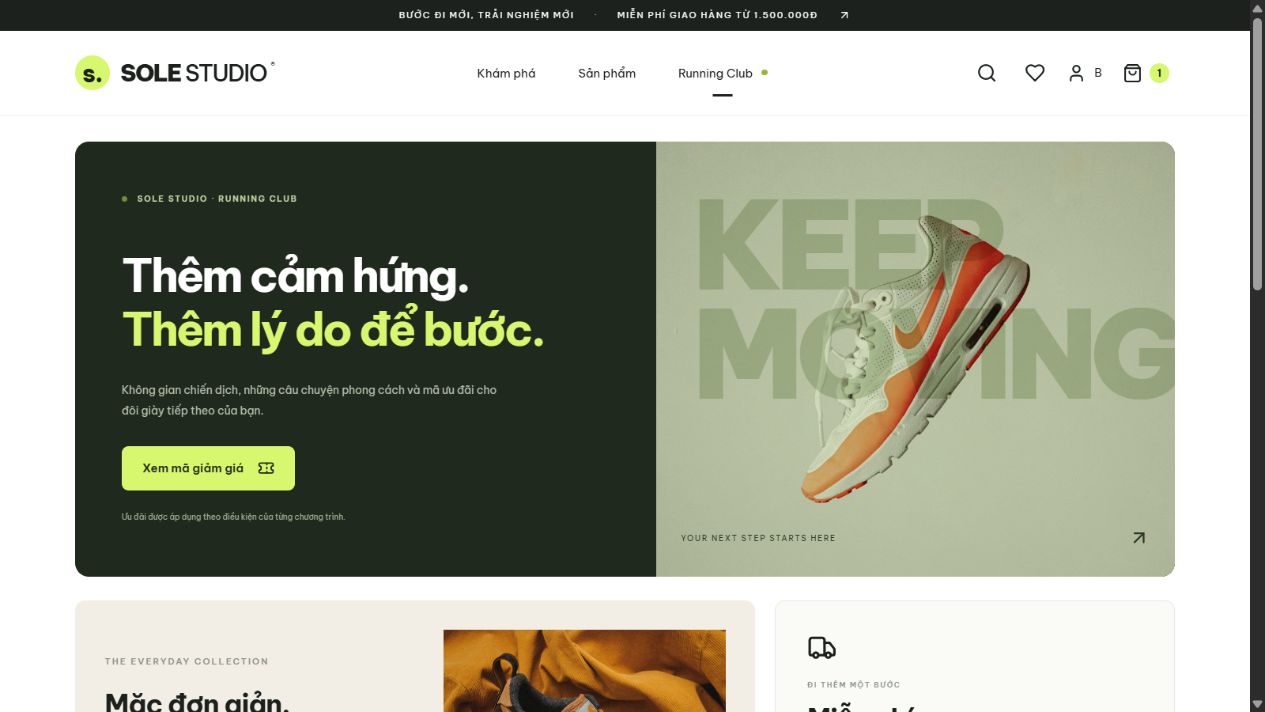 BƯỚC ĐI MỚI, TRẢI NGHIỆM MỚI · MIỄN PHÍ GIAO HÀNG TỪ 1.500.000Đ
s. SOLE STUDIO®
Khám phá
Sản phẩm
Running Club
B
1
SOLE STUDIO · RUNNING CLUB
Thêm cảm hứng.
Thêm lý do để bước.
Không gian chiến dịch, những câu chuyện phong cách và mã ưu đãi cho
đôi giày tiếp theo của bạn.
Xem mã giảm giá
Ưu đãi được áp dụng theo điều kiện của từng chương trình.
KEEP
MOVING
YOUR NEXT STEP STARTS HERE
THE EVERYDAY COLLECTION
Mặc đơn giản.
ĐI THÊM MỘT BƯỚC